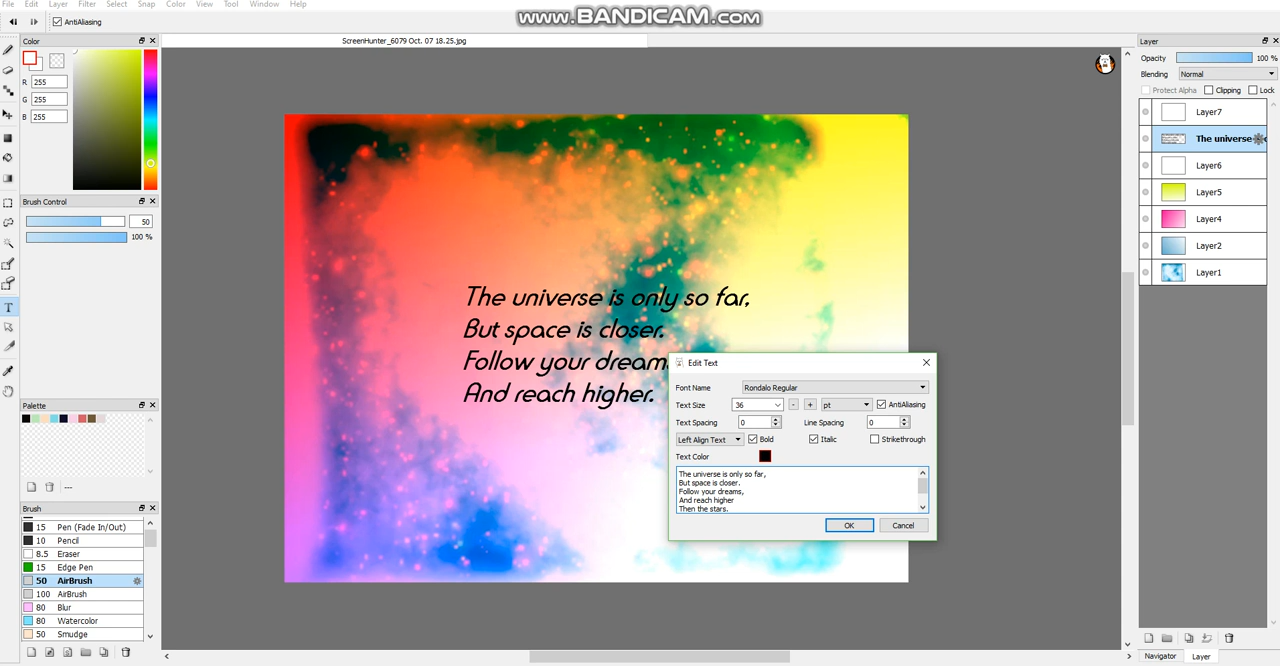 File Edit Layer Filter Select Snap Color View Tool Window Help
www.BANDICAM.com
AntiAliasing
ScreenHunter_6079 Oct. 07 18.25.jpg
Color
R 255
G 255
B 255
Brush Control
50
100 %
Palette
---
Brush
15 Pen (Fade In/Out)
10 Pencil
8.5 Eraser
15 Edge Pen
50 AirBrush
100 AirBrush
80 Blur
80 Watercolor
50 Smudge
The universe is only so far,
But space is closer.
Follow your dream
And reach higher.
Edit Text
Font Name Rondalo Regular
Text Size 36 - + pt AntiAliasing
Text Spacing 0 Line Spacing 0
Left Align Text Bold Italic Strikethrough
Text Color
The universe is only so far,
But space is closer.
Follow your dreams,
And reach higher
Then the stars.
OK Cancel
Layer
Opacity 100 %
Blending Normal
Protect Alpha Clipping Lock
Layer7
The universe
Layer6
Layer5
Layer4
Layer2
Layer1
Navigator Layer